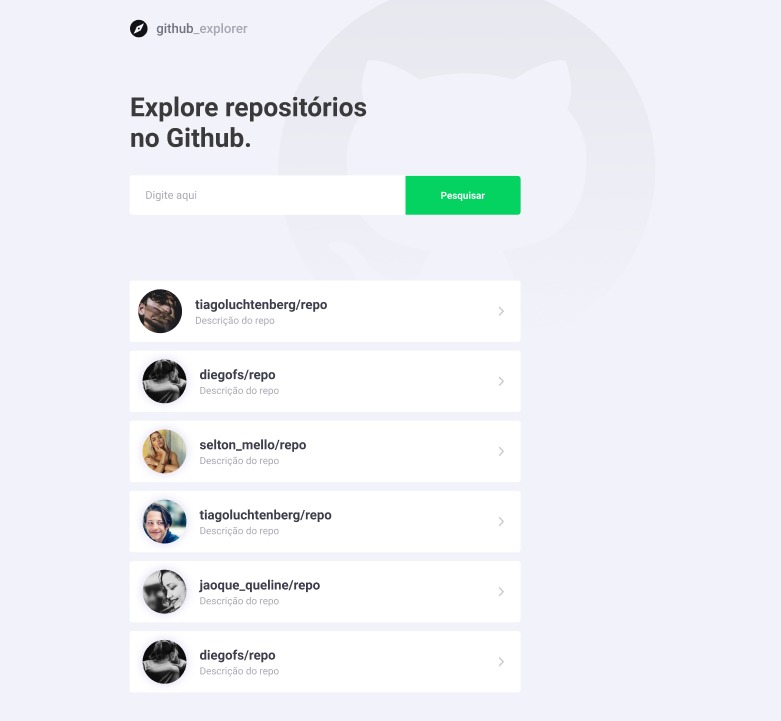 github_explorer
Explore repositórios
no Github.
Digite aqui
Pesquisar
tiagoluchtenberg/repo
Descrição do repo
diegofs/repo
Descrição do repo
selton_mello/repo
Descrição do repo
tiagoluchtenberg/repo
Descrição do repo
jaoque_queline/repo
Descrição do repo
diegofs/repo
Descrição do repo